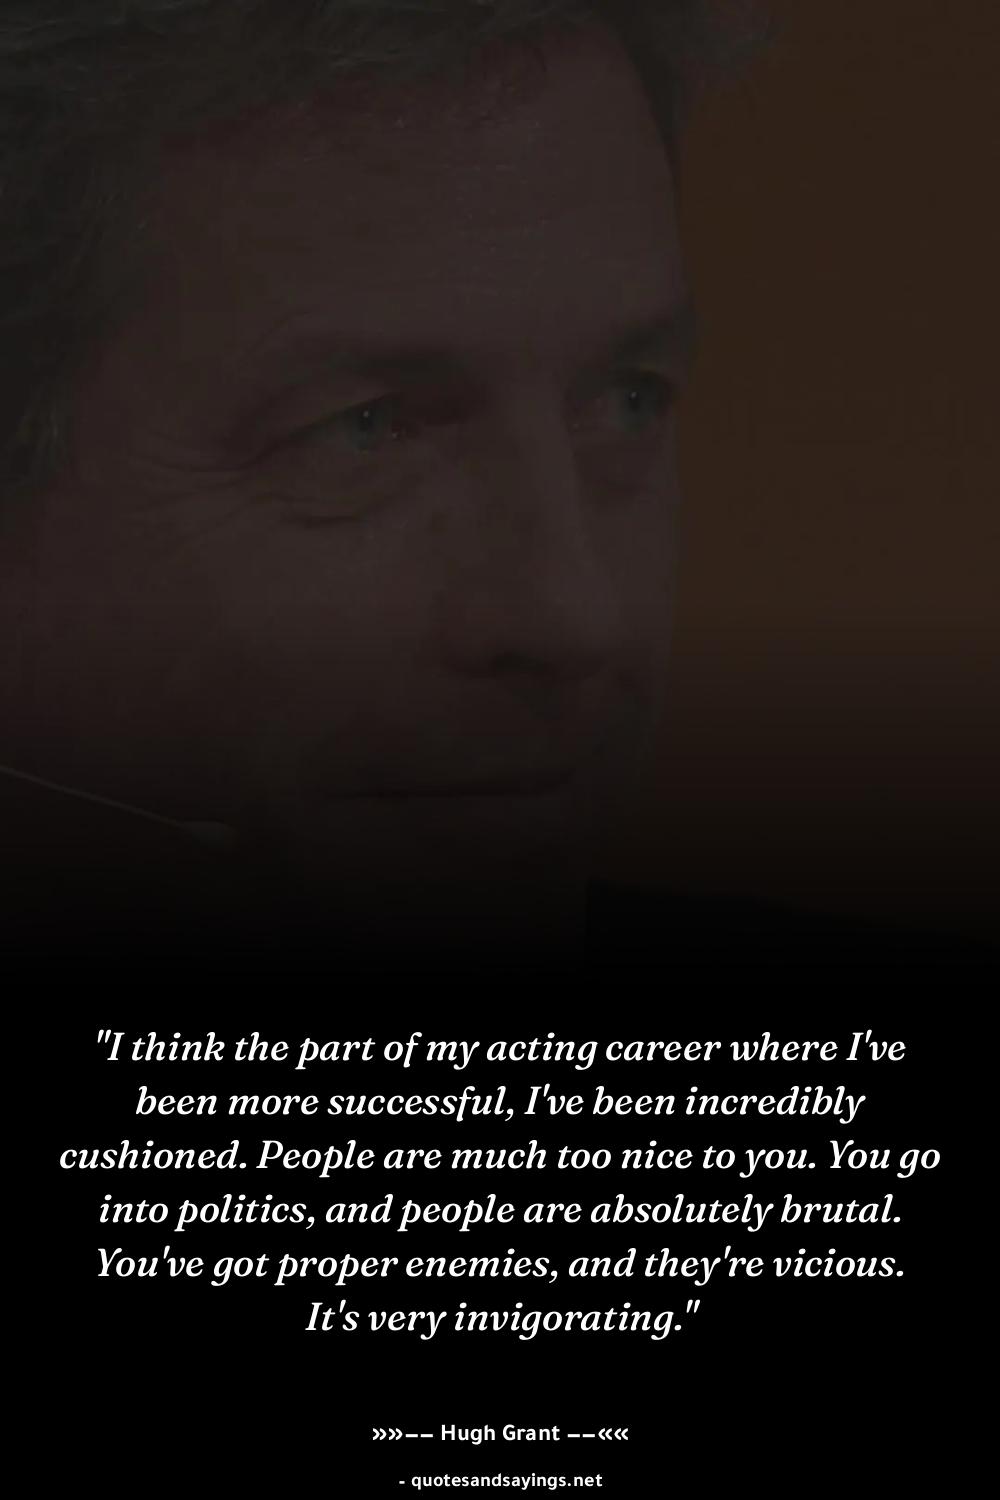 "I think the part of my acting career where I've
been more successful, I've been incredibly
cushioned. People are much too nice to you. You go
into politics, and people are absolutely brutal.
You've got proper enemies, and they're vicious.
It's very invigorating."
»»−− Hugh Grant −−««
- quotesandsayings.net